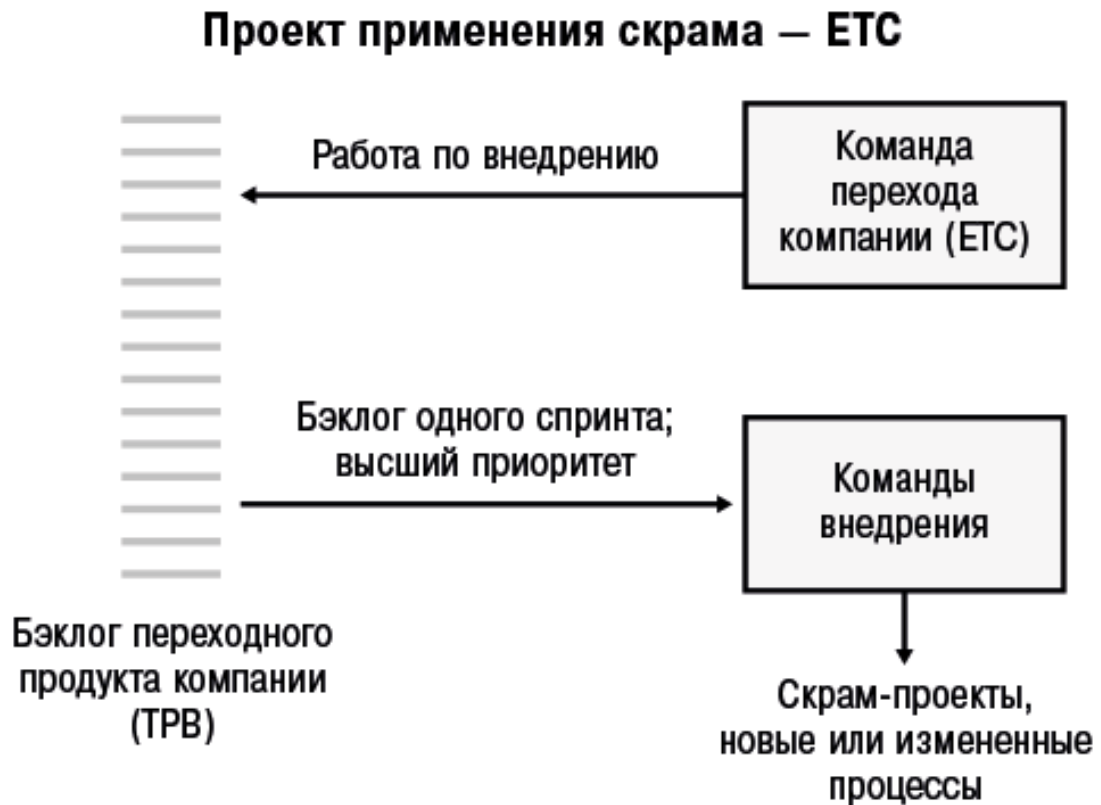 Проект применения скрама — ETC
Работа по внедрению
Команда
перехода
компании (ETC)
Бэклог одного спринта;
высший приоритет
Команды
внедрения
Бэклог переходного
продукта компании
(TPB)
Скрам-проекты,
новые или измененные
процессы